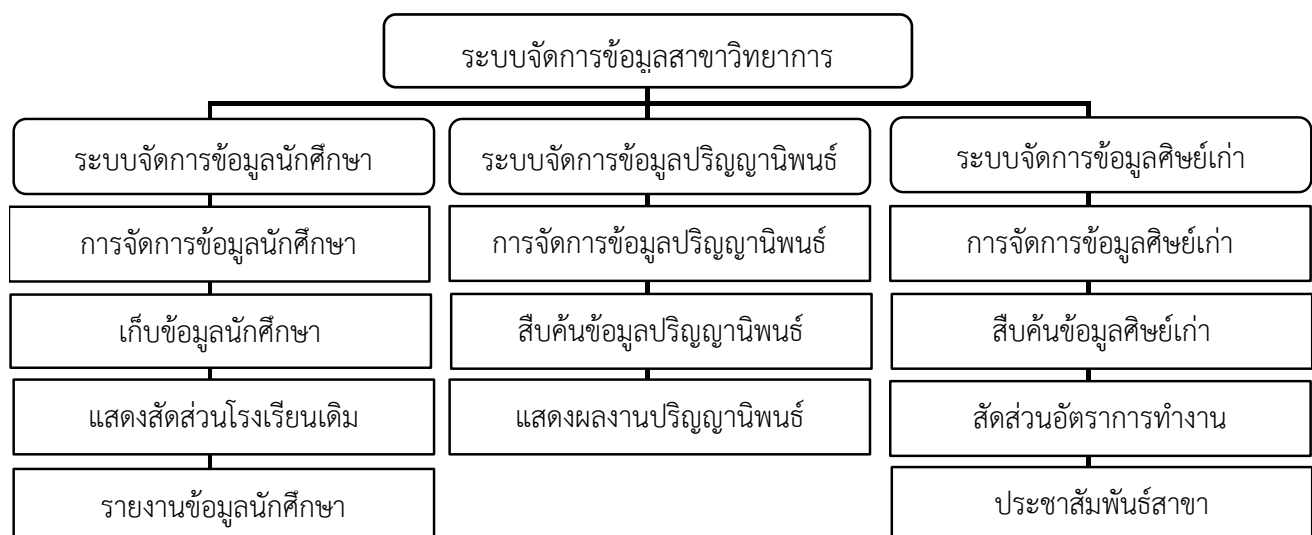 ระบบจัดการข้อมูลสาขาวิทยาการ
ระบบจัดการข้อมูลนักศึกษา
ระบบจัดการข้อมูลปริญญานิพนธ์
ระบบจัดการข้อมูลศิษย์เก่า
การจัดการข้อมูลนักศึกษา
การจัดการข้อมูลปริญญานิพนธ์
การจัดการข้อมูลศิษย์เก่า
เก็บข้อมูลนักศึกษา
สืบค้นข้อมูลปริญญานิพนธ์
สืบค้นข้อมูลศิษย์เก่า
แสดงสัดส่วนโรงเรียนเดิม
แสดงผลงานปริญญานิพนธ์
สัดส่วนอัตราการทำงาน
รายงานข้อมูลนักศึกษา
ประชาสัมพันธ์สาขา